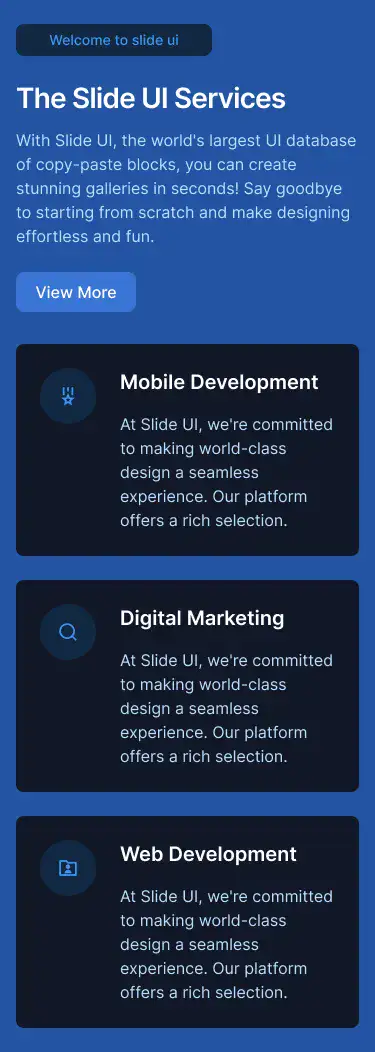 Welcome to slide ui
The Slide UI Services
With Slide UI, the world's largest UI database
of copy-paste blocks, you can create
stunning galleries in seconds! Say goodbye
to starting from scratch and make designing
effortless and fun.
View More
Mobile Development
At Slide UI, we're committed
to making world-class
design a seamless
experience. Our platform
offers a rich selection.
Digital Marketing
At Slide UI, we're committed
to making world-class
design a seamless
experience. Our platform
offers a rich selection.
Web Development
At Slide UI, we're committed
to making world-class
design a seamless
experience. Our platform
offers a rich selection.